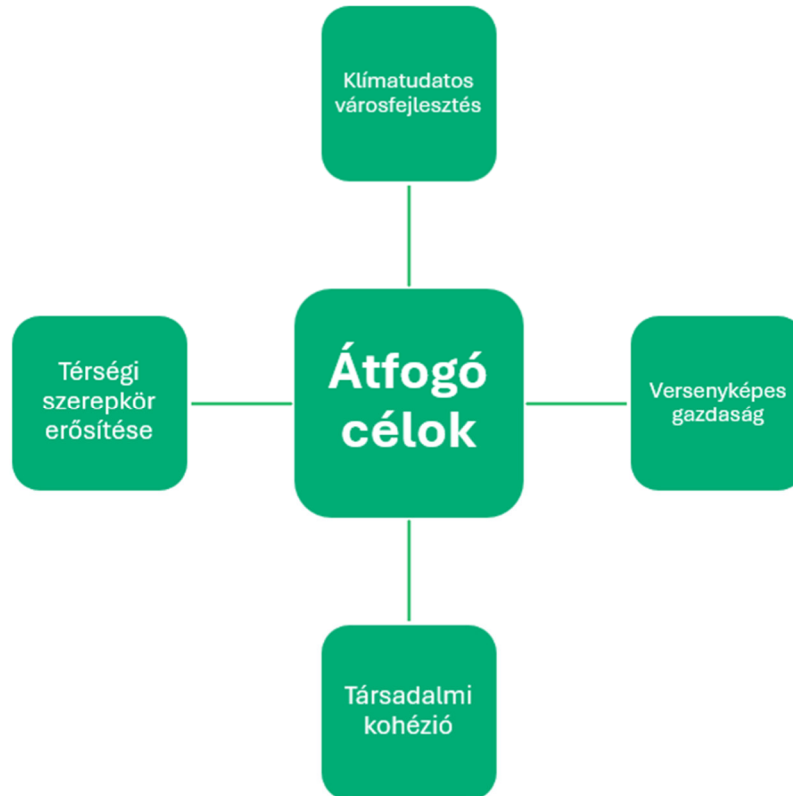 Klímatudatos
városfejlesztés
Térségi
szerepkör
erősítése
Átfogó
célok
Versenyképes
gazdaság
Társadalmi
kohézió